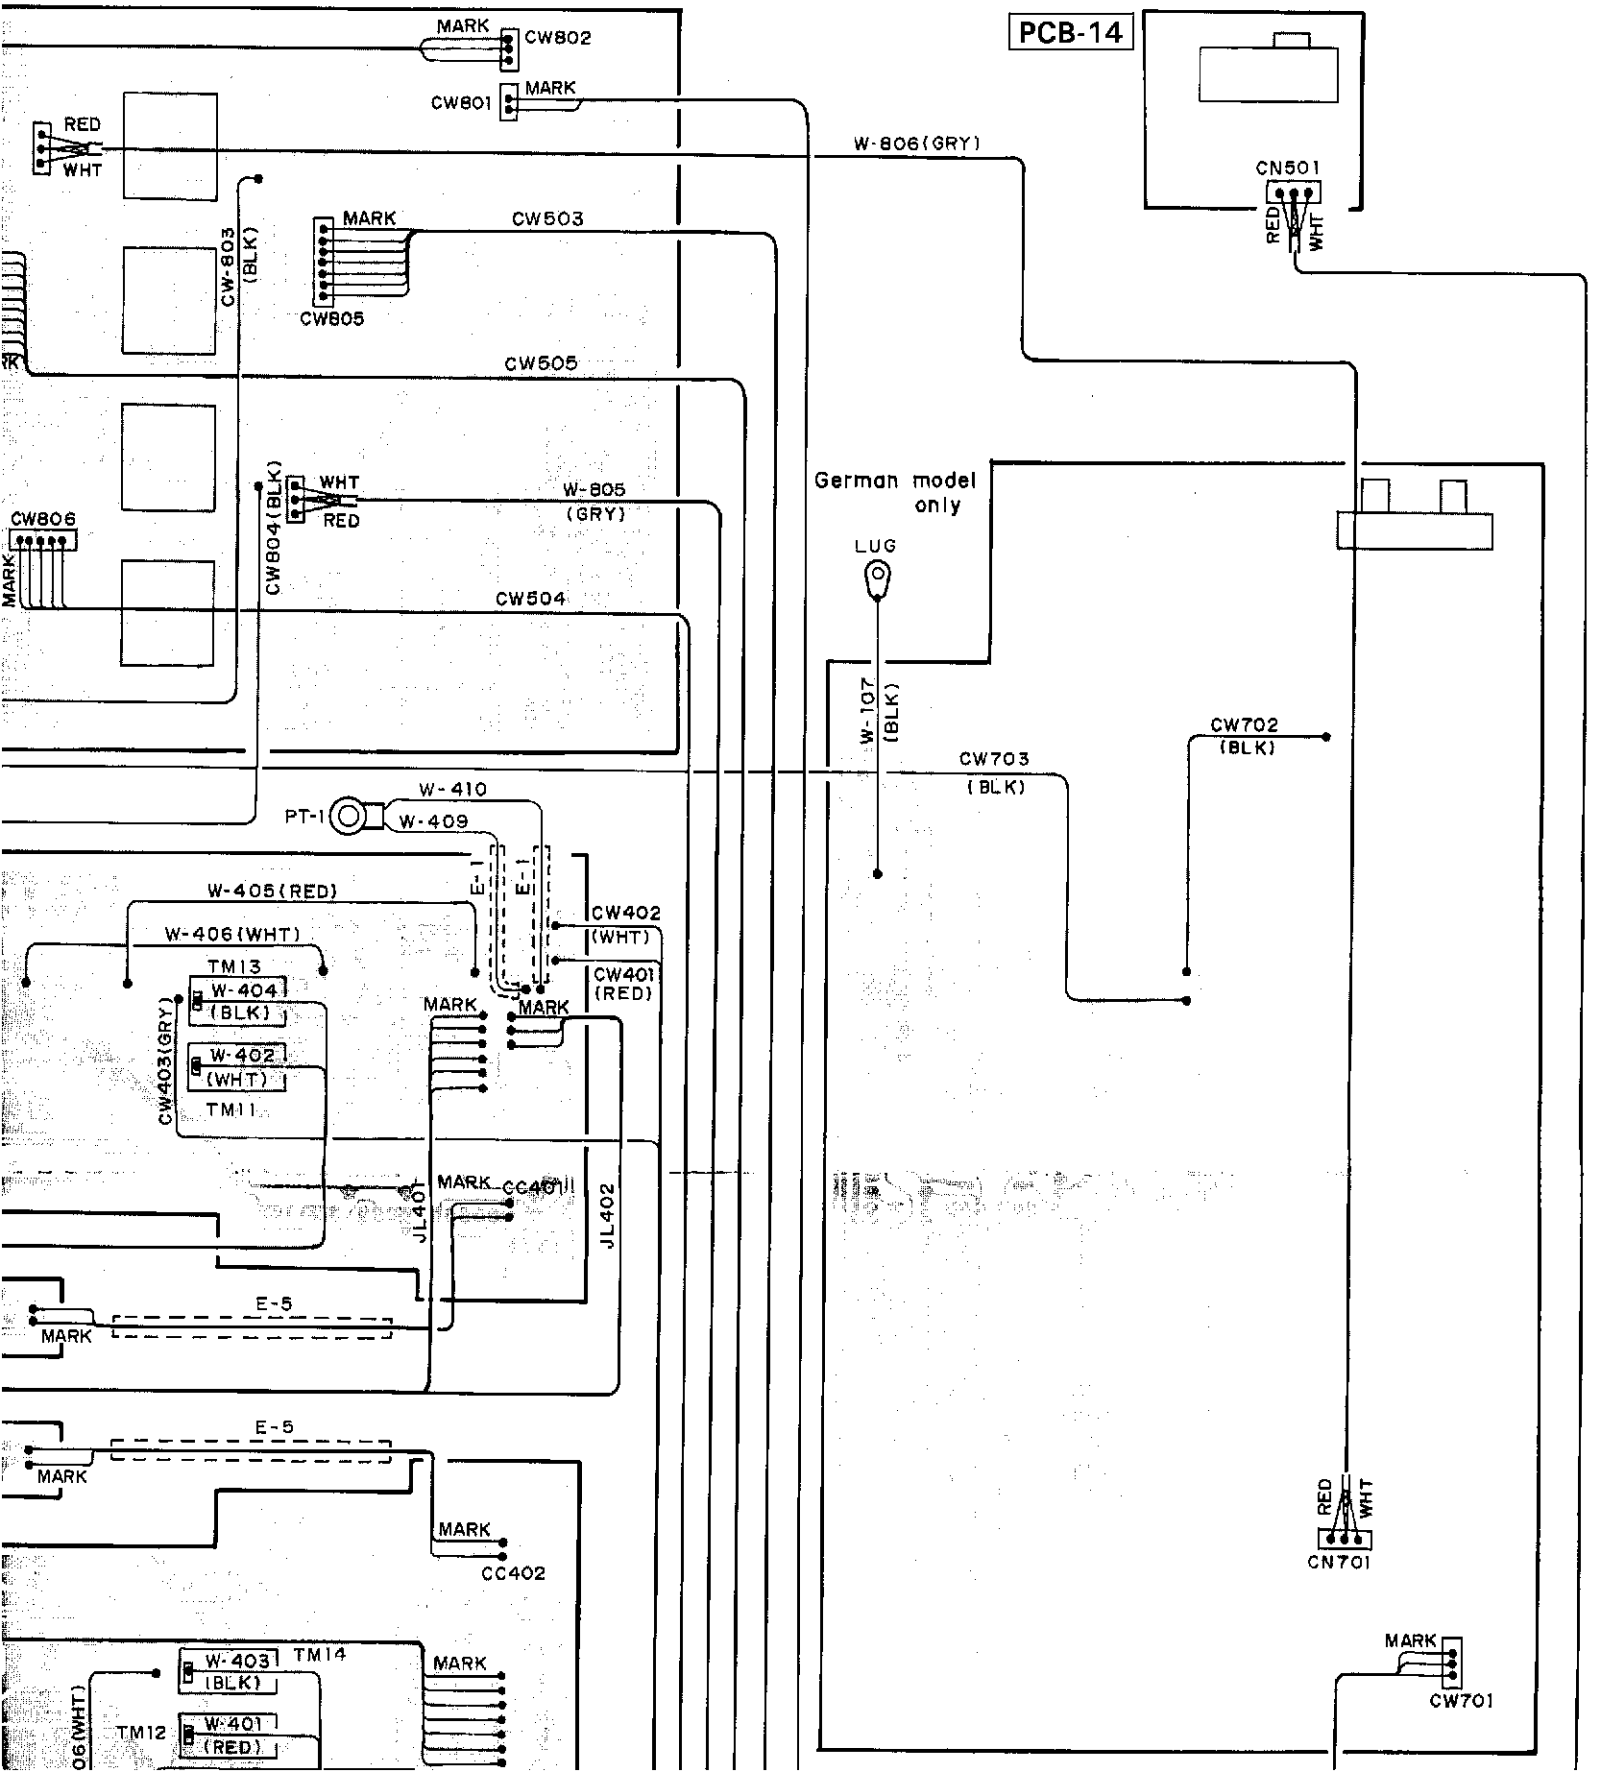 MARK
CW802
PCB-14
CW801
MARK
RED
WHT
W-806(GRY)
CN501
RED
WHT
MARK
CW503
CW-803
(BLK)
CW805
CW505
CW804(BLK)
WHT
RED
W-805
(GRY)
German model
only
CW806
MARK
LUG
CW504
W-107
(BLK)
CW702
(BLK)
CW703
(BLK)
W-410
PT-1
W-409
E-1
E-1
W-405(RED)
CW402
(WHT)
W-406(WHT)
TM13
W-404
(BLK)
CW401
(RED)
MARK
MARK
CW403(GRY)
W-402
(WHT)
TM11
MARK
CC401
JL401
JL402
E-5
MARK
E-5
MARK
MARK
CC402
RED
WHT
CN701
MARK
CW701
W-403
(BLK)
TM14
MARK
06(WHT)
TM12
W-401
(RED)